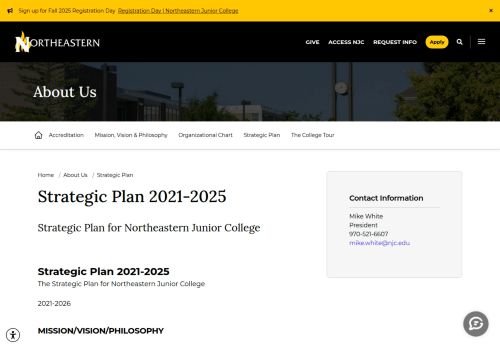 Sign up for Fall 2025 Registration Day Registration Day | Northeastern Junior College ×
NORTHEASTERN
GIVE ACCESS NJC REQUEST INFO Apply
About Us
Accreditation Mission, Vision & Philosophy Organizational Chart Strategic Plan The College Tour
Home / About Us / Strategic Plan
Strategic Plan 2021-2025
Strategic Plan for Northeastern Junior College
Contact Information
Mike White
President
970-521-6607
mike.white@njc.edu
Strategic Plan 2021-2025
The Strategic Plan for Northeastern Junior College
2021-2026
MISSION/VISION/PHILOSOPHY